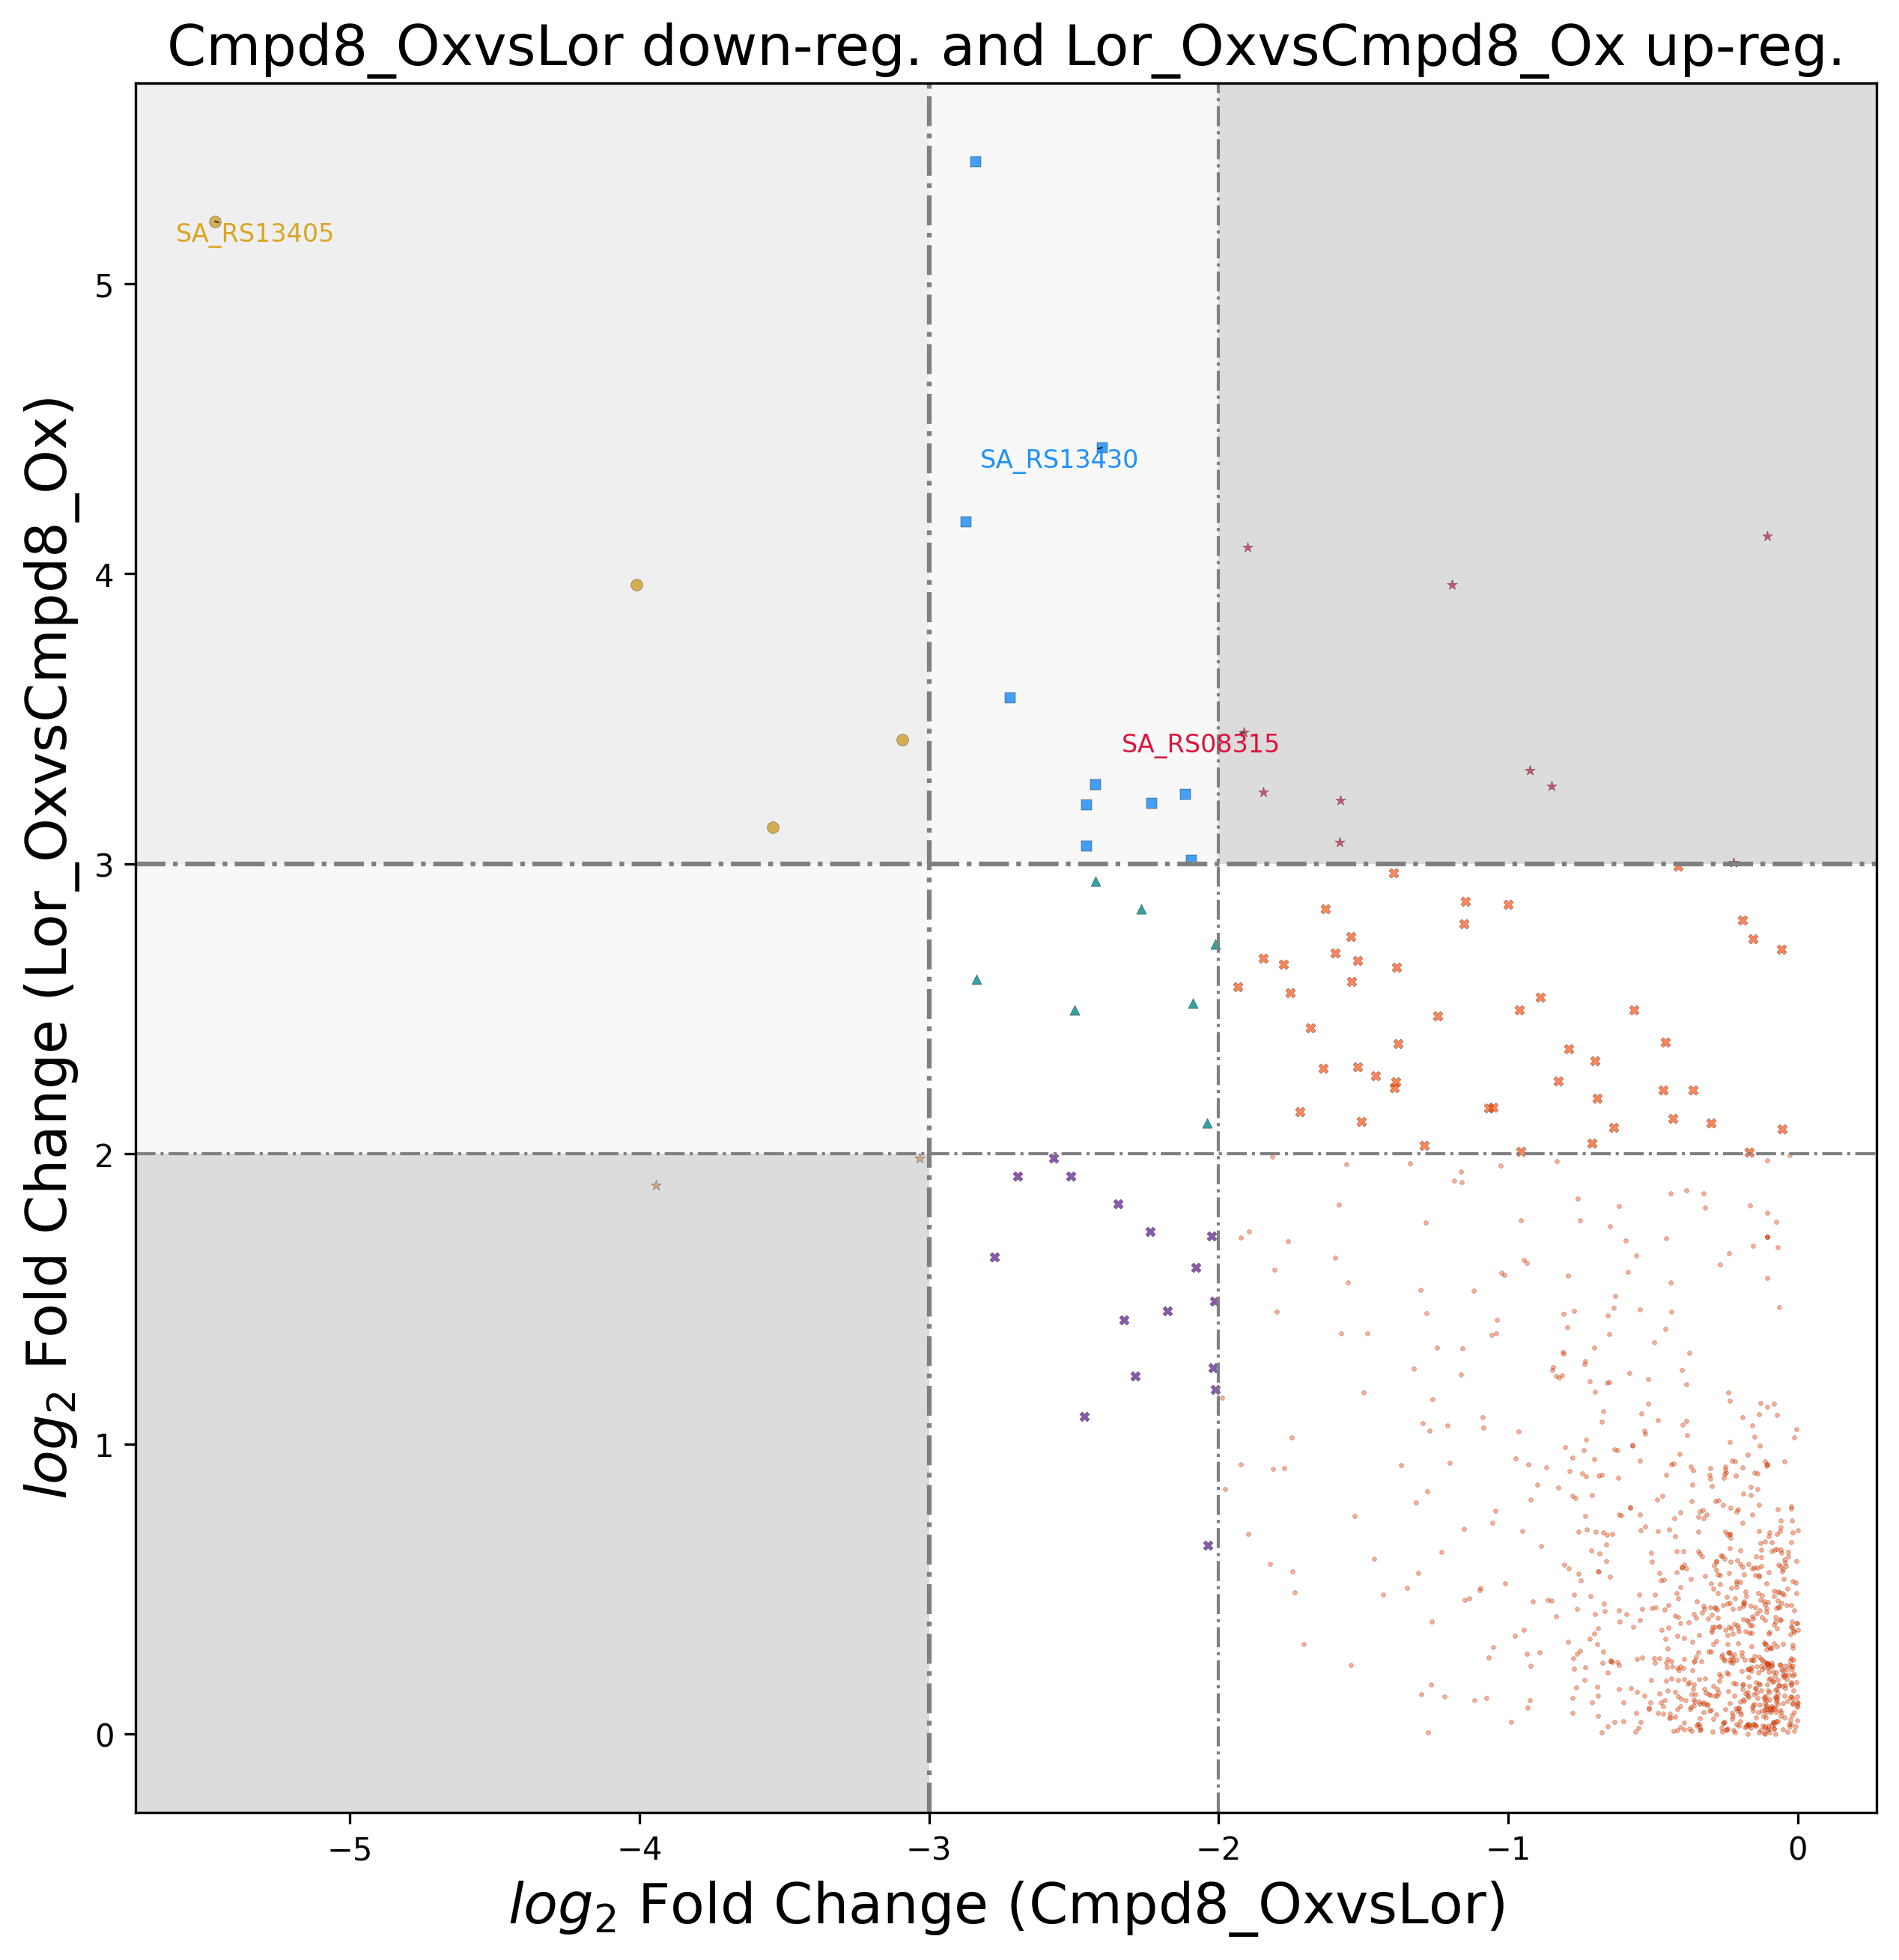 Cmpd8_OxvsLor down-reg. and Lor_OxvsCmpd8_Ox up-reg.
log2 Fold Change (Lor_OxvsCmpd8_Ox)
5
4
3
2
1
0
SA_RS13405
SA_RS13430
SA_RS08315
−5 −4 −3 −2 −1 0
log2 Fold Change (Cmpd8_OxvsLor)